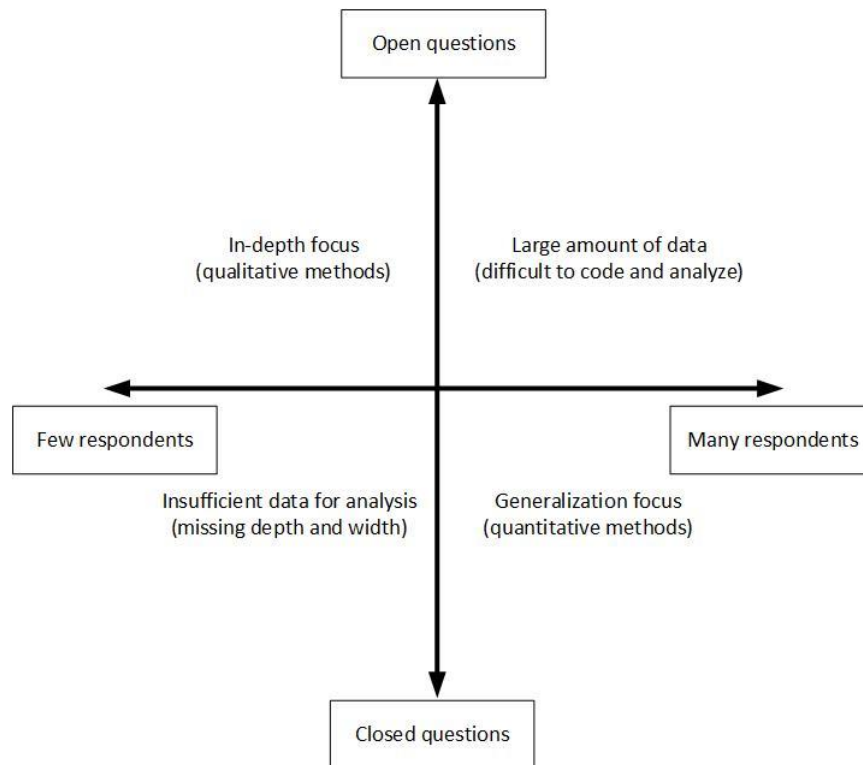 Open questions
In-depth focus
(qualitative methods)
Large amount of data
(difficult to code and analyze)
Few respondents
Many respondents
Insufficient data for analysis
(missing depth and width)
Generalization focus
(quantitative methods)
Closed questions